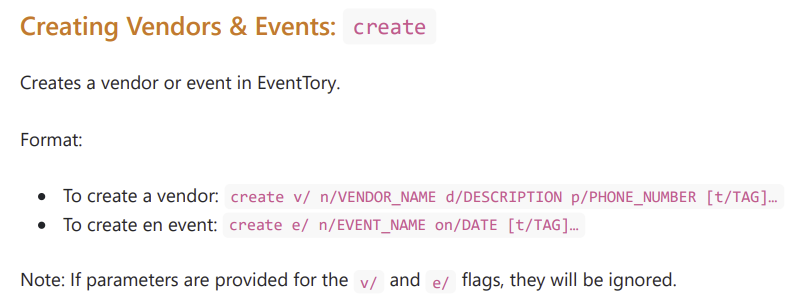 Creating Vendors & Events: create
Creates a vendor or event in EventTory.
Format:
• To create a vendor: create v/ n/VENDOR_NAME d/DESCRIPTION p/PHONE_NUMBER [t/TAG]…
• To create en event: create e/ n/EVENT_NAME on/DATE [t/TAG]…
Note: If parameters are provided for the v/ and e/ flags, they will be ignored.